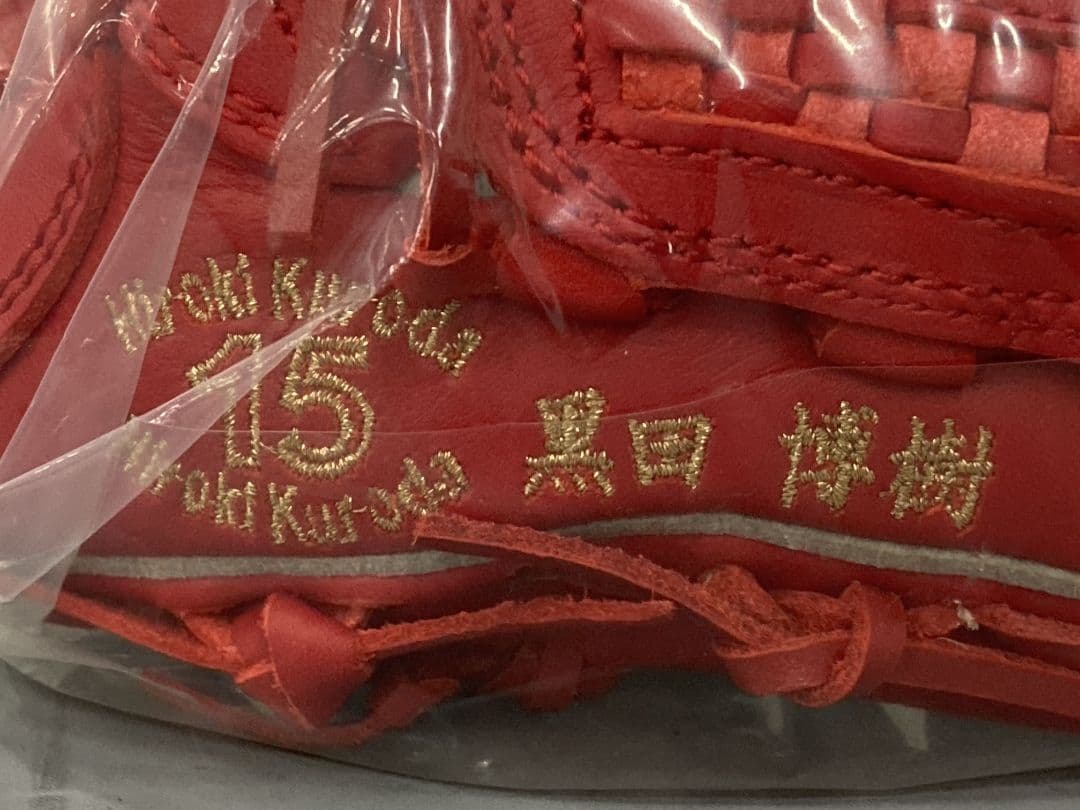 Hiroki Kuroda
15
Hiroki Kuroda
黒田 博樹